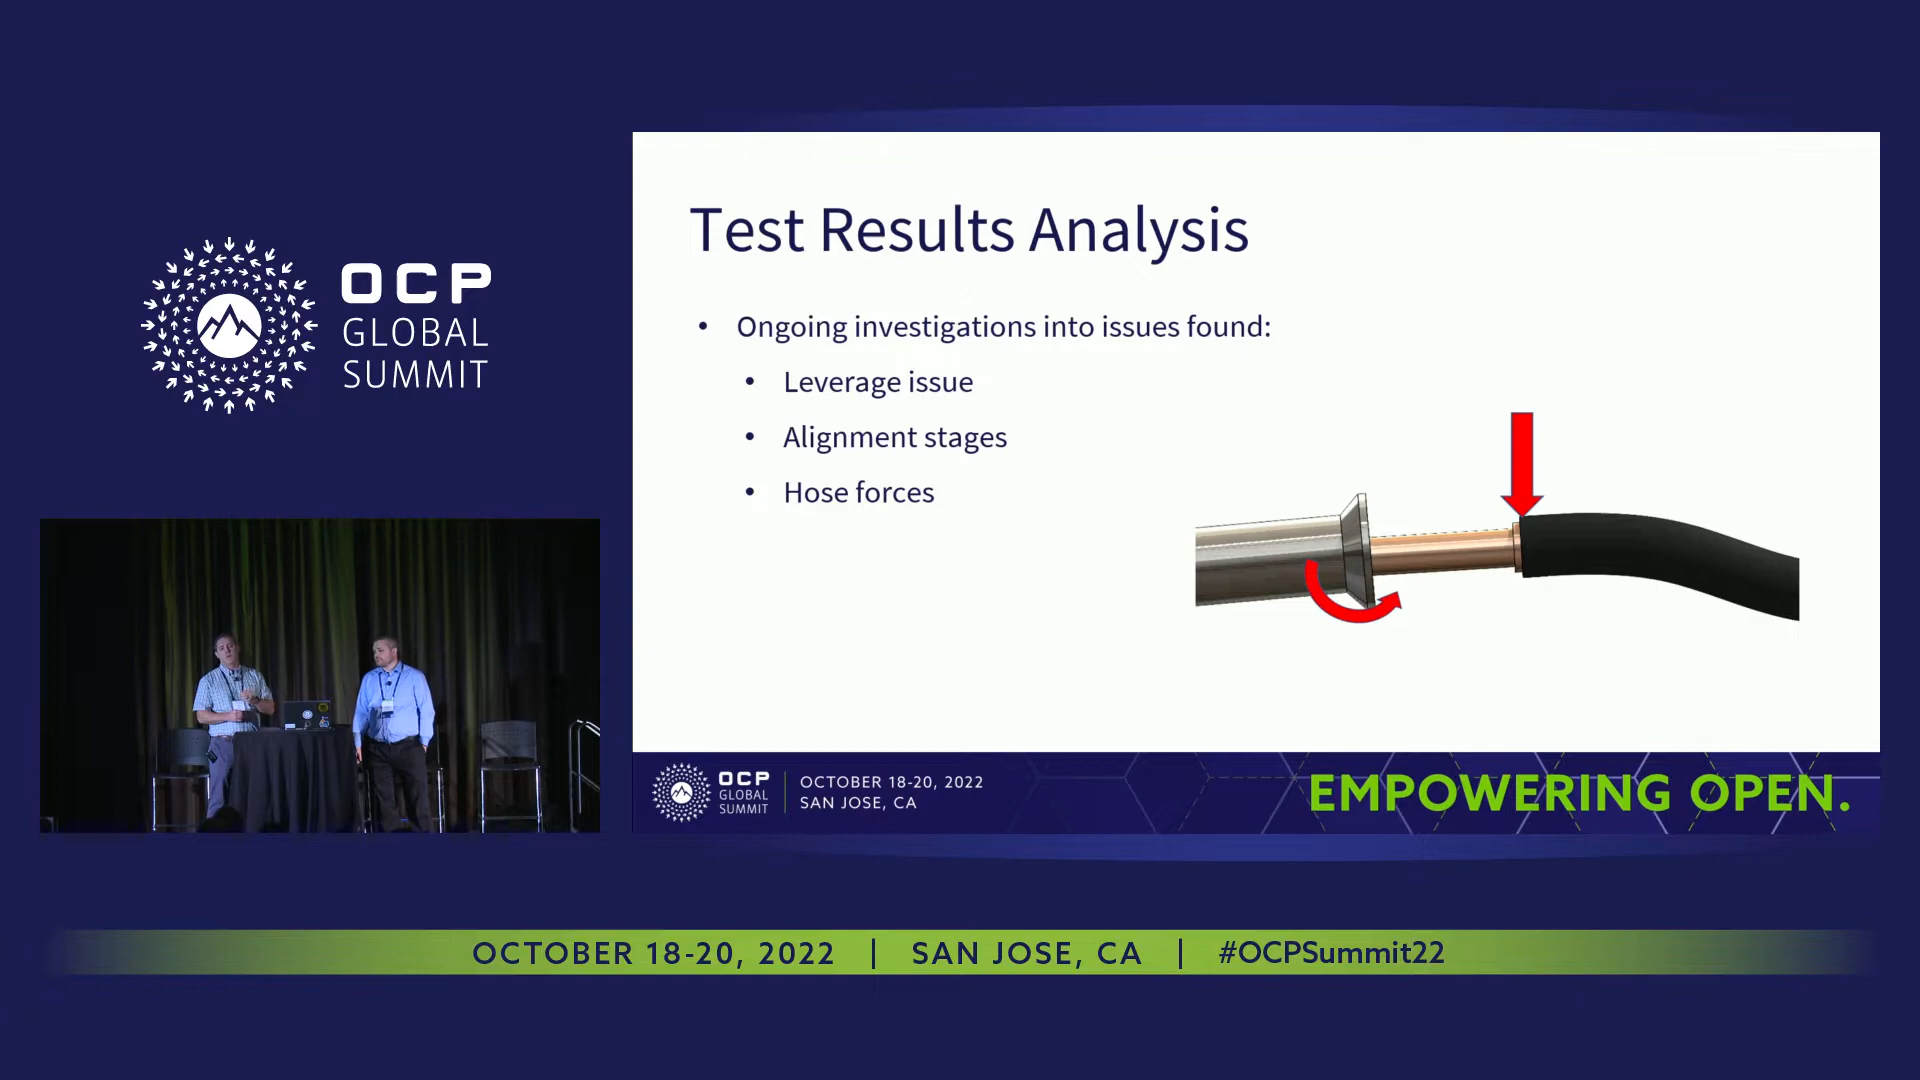 OCP
GLOBAL
SUMMIT
Test Results Analysis
• Ongoing investigations into issues found:
• Leverage issue
• Alignment stages
• Hose forces
OCP
GLOBAL
SUMMIT
OCTOBER 18-20, 2022
SAN JOSE, CA
EMPOWERING OPEN.
OCTOBER 18-20, 2022 | SAN JOSE, CA | #OCPSummit22